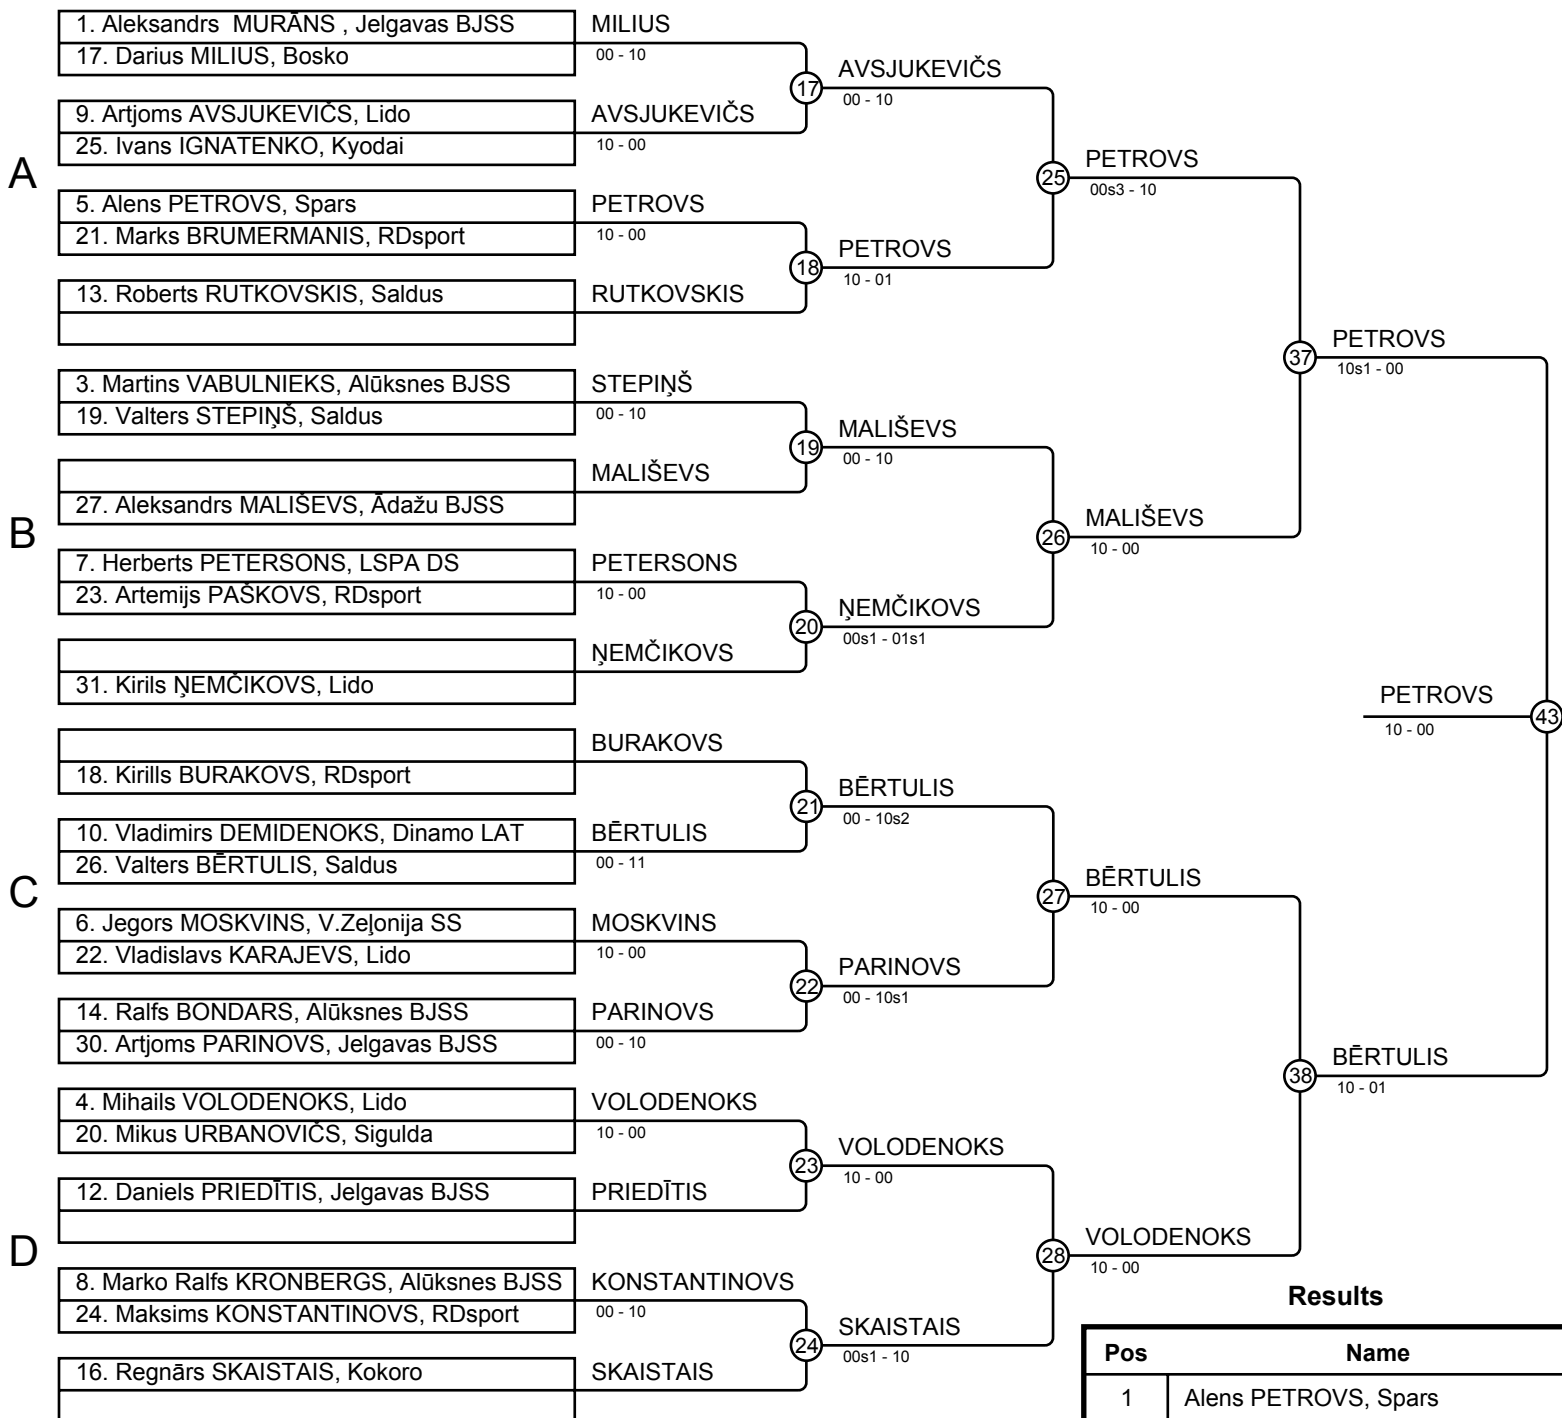 A
1. Aleksandrs  MURĀNS , Jelgavas BJSS
17. Darius MILIUS, Bosko
9. Artjoms AVSJUKEVIČS, Lido
25. Ivans IGNATENKO, Kyodai
5. Alens PETROVS, Spars
21. Marks BRUMERMANIS, RDsport
13. Roberts RUTKOVSKIS, Saldus
B
3. Martins VABULNIEKS, Alūksnes BJSS
19. Valters STEPIŅŠ, Saldus
27. Aleksandrs MALIŠEVS, Ādažu BJSS
7. Herberts PETERSONS, LSPA DS
23. Artemijs PAŠKOVS, RDsport
31. Kirils ŅEMČIKOVS, Lido
C
18. Kirills BURAKOVS, RDsport
10. Vladimirs DEMIDENOKS, Dinamo LAT
26. Valters BĒRTULIS, Saldus
6. Jegors MOSKVINS, V.Zeļonija SS
22. Vladislavs KARAJEVS, Lido
14. Ralfs BONDARS, Alūksnes BJSS
30. Artjoms PARINOVS, Jelgavas BJSS
D
4. Mihails VOLODENOKS, Lido
20. Mikus URBANOVIČS, Sigulda
12. Daniels PRIEDĪTIS, Jelgavas BJSS
8. Marko Ralfs KRONBERGS, Alūksnes BJSS
24. Maksims KONSTANTINOVS, RDsport
16. Regnārs SKAISTAIS, Kokoro
MILIUS
00 - 10
AVSJUKEVIČS
10 - 00
PETROVS
10 - 00
RUTKOVSKIS
STEPIŅŠ
00 - 10
MALIŠEVS
PETERSONS
10 - 00
ŅEMČIKOVS
BURAKOVS
BĒRTULIS
00 - 11
MOSKVINS
10 - 00
PARINOVS
00 - 10
VOLODENOKS
10 - 00
PRIEDĪTIS
KONSTANTINOVS
00 - 10
SKAISTAIS
17
AVSJUKEVIČS
00 - 10
18
PETROVS
10 - 01
19
MALIŠEVS
00 - 10
20
ŅEMČIKOVS
00s1 - 01s1
21
BĒRTULIS
00 - 10s2
22
PARINOVS
00 - 10s1
23
VOLODENOKS
10 - 00
24
SKAISTAIS
00s1 - 10
25
PETROVS
00s3 - 10
26
MALIŠEVS
10 - 00
27
BĒRTULIS
10 - 00
28
VOLODENOKS
10 - 00
37
PETROVS
10s1 - 00
38
BĒRTULIS
10 - 01
PETROVS
43
10 - 00
Results
Pos Name
1 Alens PETROVS, Spars